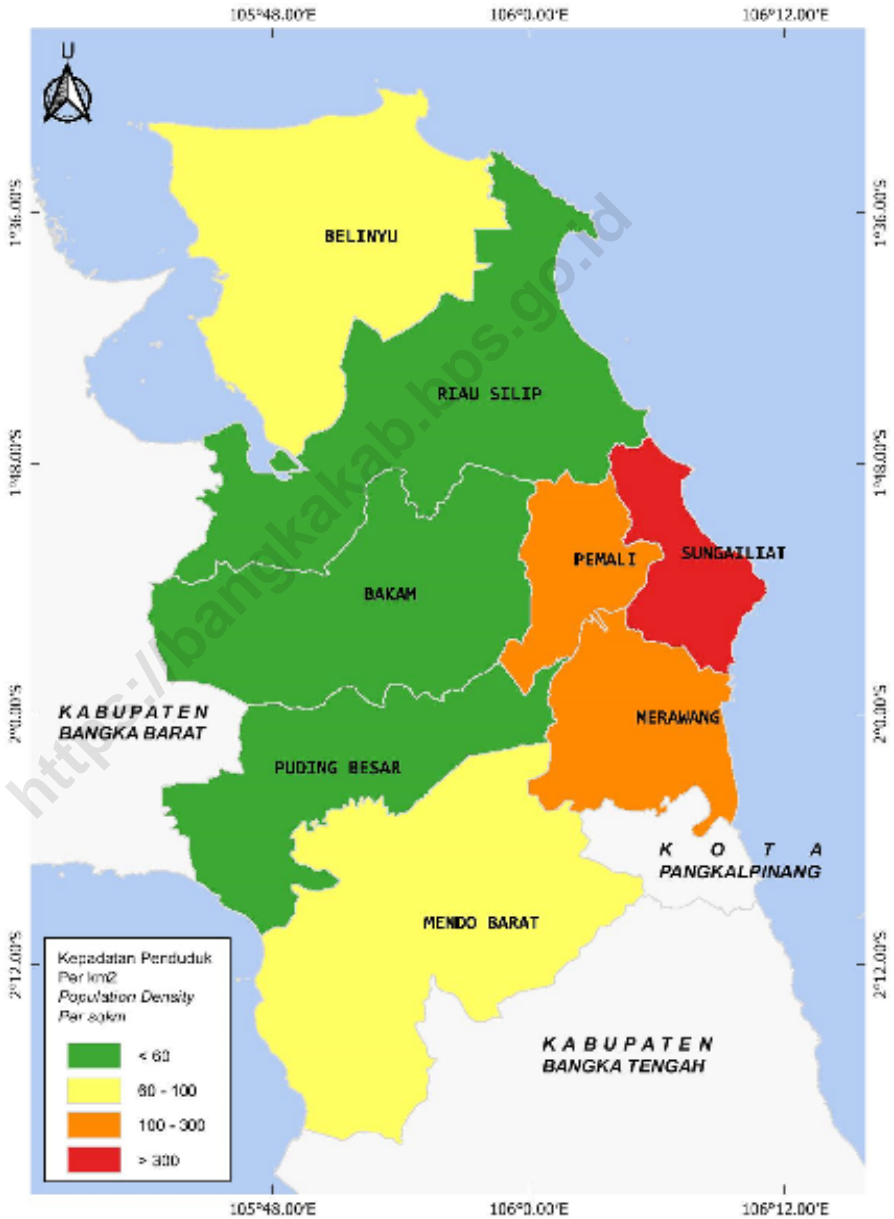 105°48.00'E 106°0.00'E 106°12.00'E
U
1°36.00'S 1°36.00'S
BELINYU
RIAU SILIP
1°48.00'S 1°48.00'S
SUNGAILIAT
PEMALI
BAKAM
KABUPATEN
BANGKA BARAT
2°0.00'S 2°0.00'S
MERAWANG
PUDING BESAR
K O T A
PANGKALPINANG
MENDO BARAT
2°12.00'S 2°12.00'S
KABUPATEN
BANGKA TENGAH
Kepadatan Penduduk
Per km2
Population Density
Per sqkm
< 60
60 - 100
100 - 300
> 300
105°48.00'E 106°0.00'E 106°12.00'E
https://bangkakab.bps.go.id